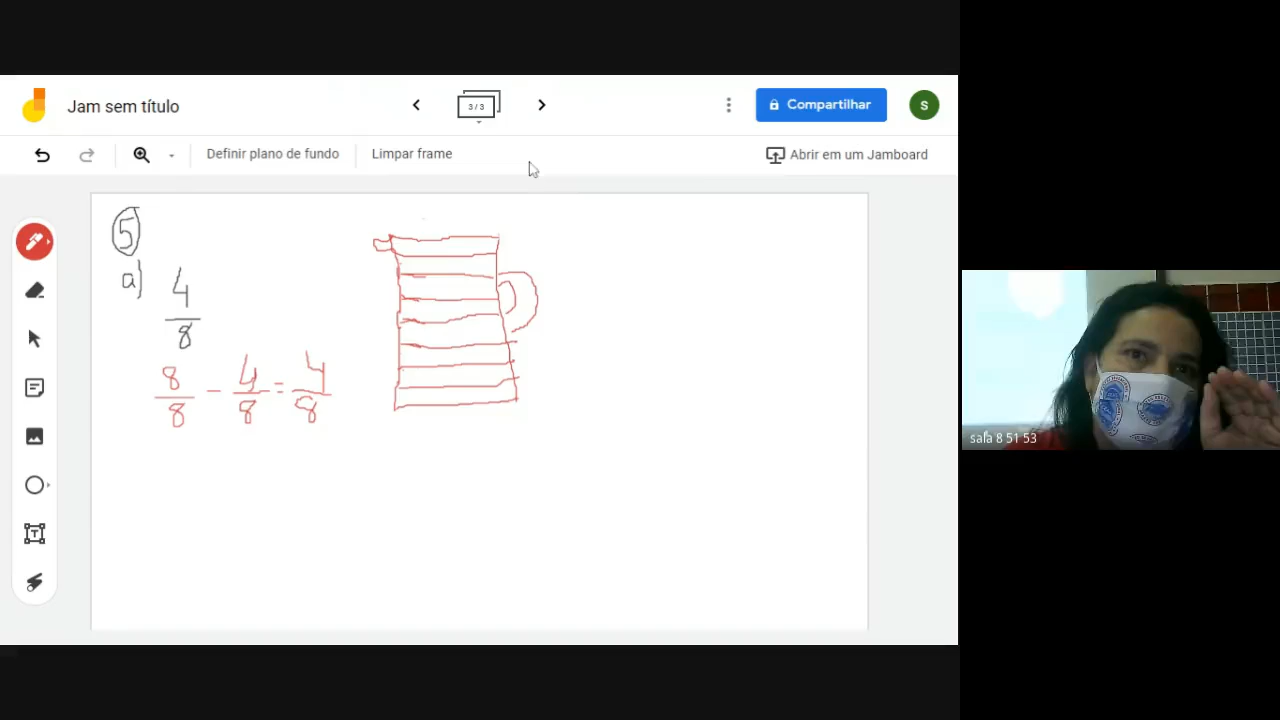 Jam sem título
3 / 3
Compartilhar
S
Definir plano de fundo
Limpar frame
Abrir em um Jamboard
5
a) 4/8
8/8 - 4/8 = 4/8
sala 8 51 53